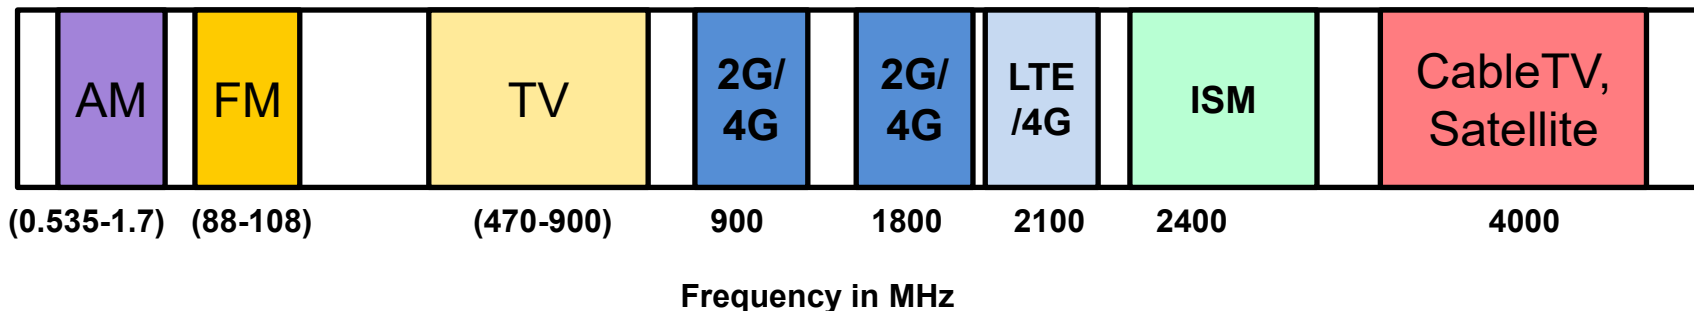 AM
FM
TV
2G/
4G
2G/
4G
LTE
/4G
ISM
CableTV,
Satellite
(0.535-1.7) (88-108) (470-900) 900 1800 2100 2400 4000
Frequency in MHz